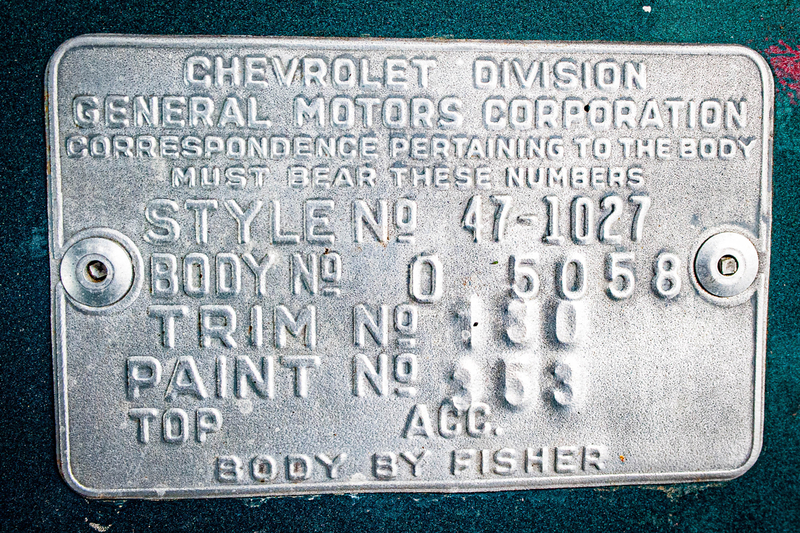 CHEVROLET DIVISION
GENERAL MOTORS CORPORATION
CORRESPONDENCE PERTAINING TO THE BODY
MUST BEAR THESE NUMBERS
STYLE No 47-1027
BODY No O 5058
TRIM No
PAINT No 353
TOP ACC.
BODY BY FISHER